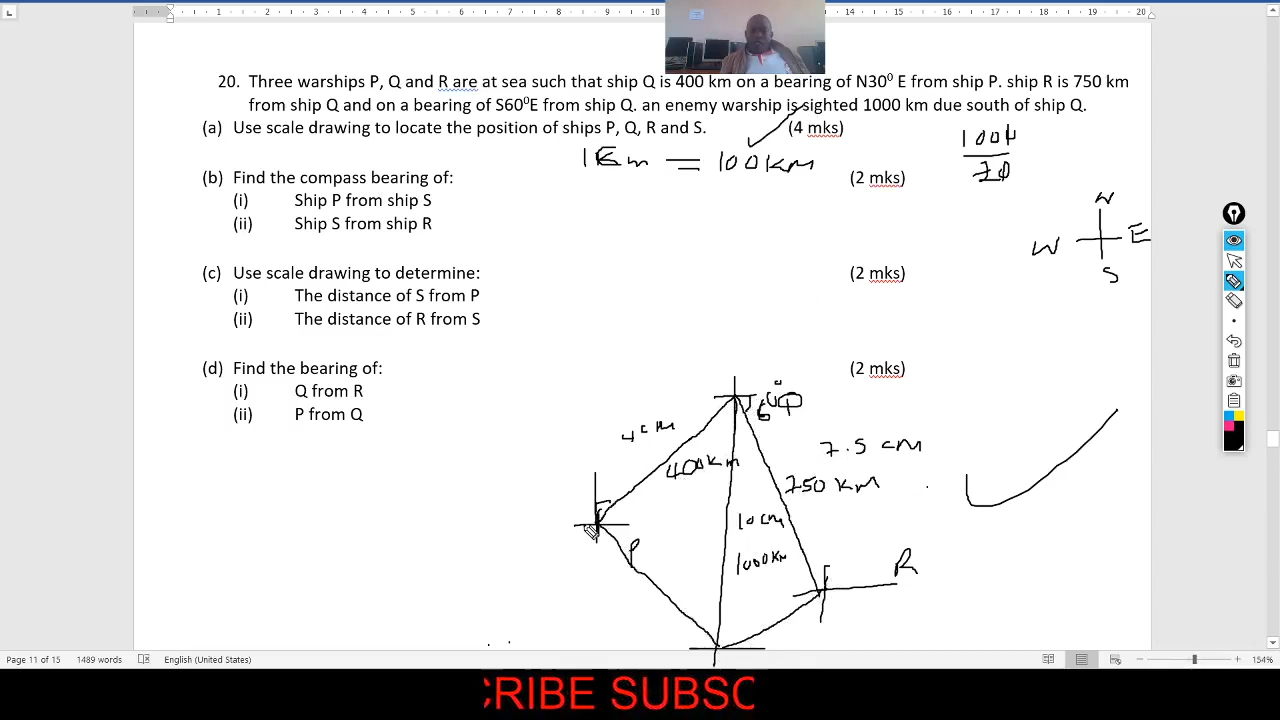 20. Three warships P, Q and R are at sea such that ship Q is 400 km on a bearing of N30⁰ E from ship P. ship R is 750 km
from ship Q and on a bearing of S60⁰E from ship Q. an enemy warship is sighted 1000 km due south of ship Q.
(a) Use scale drawing to locate the position of ships P, Q, R and S. (4 mks)
= 100KM
(b) Find the compass bearing of: (2 mks)
(i) Ship P from ship S
(ii) Ship S from ship R
W E
S
(c) Use scale drawing to determine: (2 mks)
(i) The distance of S from P
(ii) The distance of R from S
(d) Find the bearing of: (2 mks)
(i) Q from R
(ii) P from Q
60°
4cm
7.5 cm
400km
750 KM
10cm
1000KM
P
R
Page 11 of 15 1489 words English (United States) 154%
RIBE SUBSC